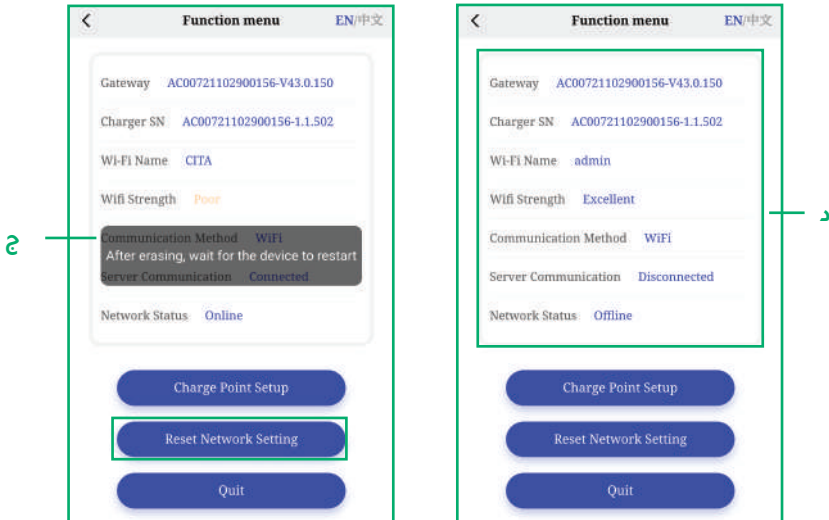 Function menu EN/中文
Gateway AC00721102900156-V43.0.150
Charger SN AC00721102900156-1.1.502
Wi-Fi Name CITA
Wifi Strength Poor
Communication Method WiFi
After erasing, wait for the device to restart
Server Communication Connected
Network Status Online
Charge Point Setup
Reset Network Setting
Quit
ج
Function menu EN/中文
Gateway AC00721102900156-V43.0.150
Charger SN AC00721102900156-1.1.502
Wi-Fi Name admin
Wifi Strength Excellent
Communication Method WiFi
Server Communication Disconnected
Network Status Offline
Charge Point Setup
Reset Network Setting
Quit
د